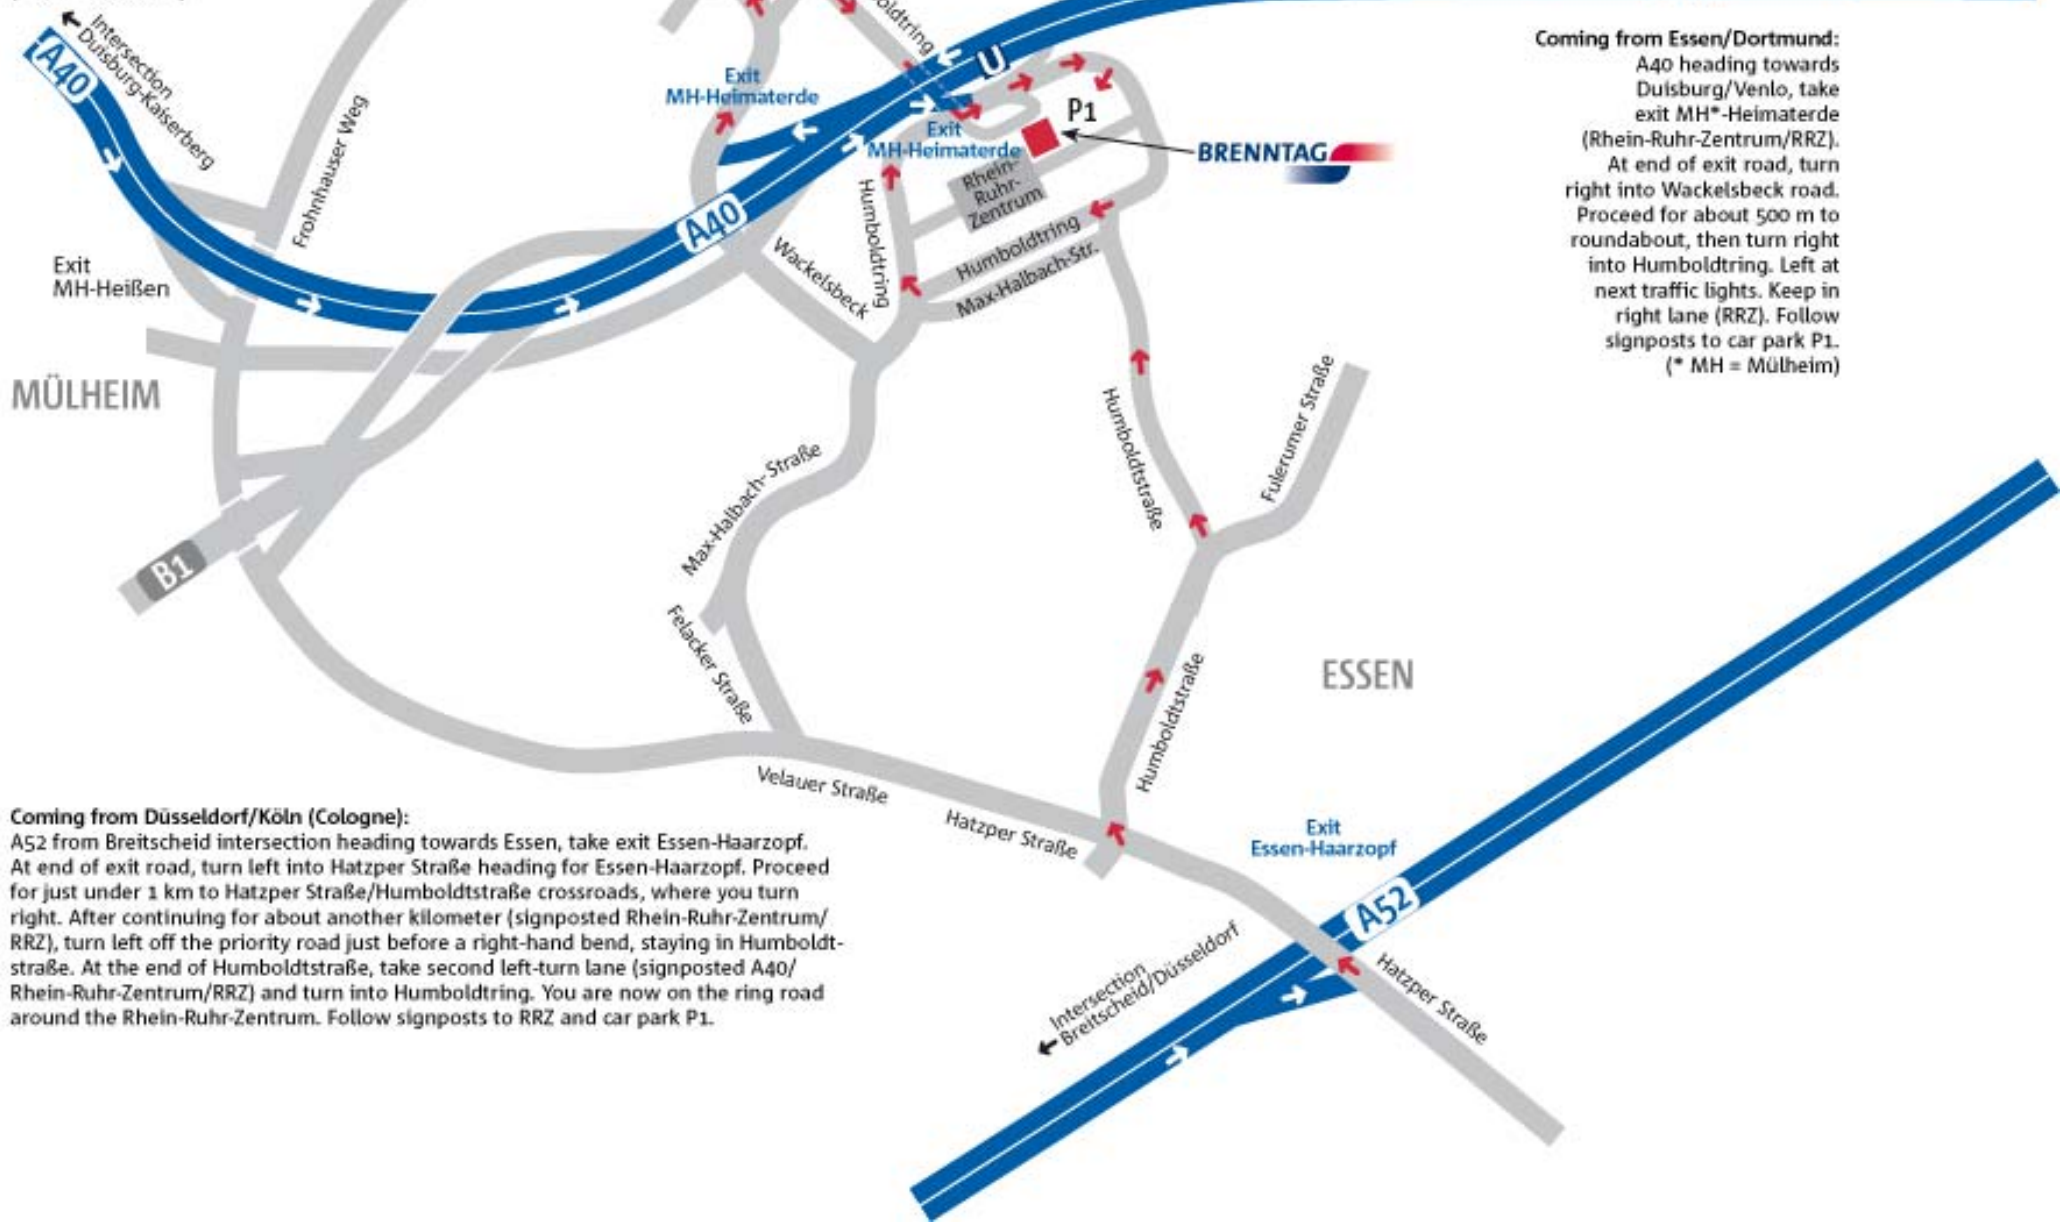 Intersection
Duisburg-Kaiserberg
A40
Frohnhauser Weg
Exit
MH-Heimaterde
U
P1
Exit
MH-Heimaterde
BRENNTAG
Rhein-
Ruhr-
Zentrum
Humboldtring
A40
Wackelsbeck
Humboldtring
Max-Halbach-Str.
Exit
MH-Heißen
MÜLHEIM
Coming from Essen/Dortmund:
A40 heading towards
Duisburg/Venlo, take
exit MH*-Heimaterde
(Rhein-Ruhr-Zentrum/RRZ).
At end of exit road, turn
right into Wackelsbeck road.
Proceed for about 500 m to
roundabout, then turn right
into Humboldtring. Left at
next traffic lights. Keep in
right lane (RRZ). Follow
signposts to car park P1.
(* MH = Mülheim)
Humboldtstraße
Fulerumer Straße
Max-Halbach-Straße
B1
Felacker Straße
Humboldtstraße
ESSEN
Velauer Straße
Hatzper Straße
Exit
Essen-Haarzopf
A52
Intersection
Breitscheid/Düsseldorf
Hatzper Straße
Coming from Düsseldorf/Köln (Cologne):
A52 from Breitscheid intersection heading towards Essen, take exit Essen-Haarzopf.
At end of exit road, turn left into Hatzper Straße heading for Essen-Haarzopf. Proceed
for just under 1 km to Hatzper Straße/Humboldtstraße crossroads, where you turn
right. After continuing for about another kilometer (signposted Rhein-Ruhr-Zentrum/
RRZ), turn left off the priority road just before a right-hand bend, staying in Humboldt-
straße. At the end of Humboldtstraße, take second left-turn lane (signposted A40/
Rhein-Ruhr-Zentrum/RRZ) and turn into Humboldtring. You are now on the ring road
around the Rhein-Ruhr-Zentrum. Follow signposts to RRZ and car park P1.